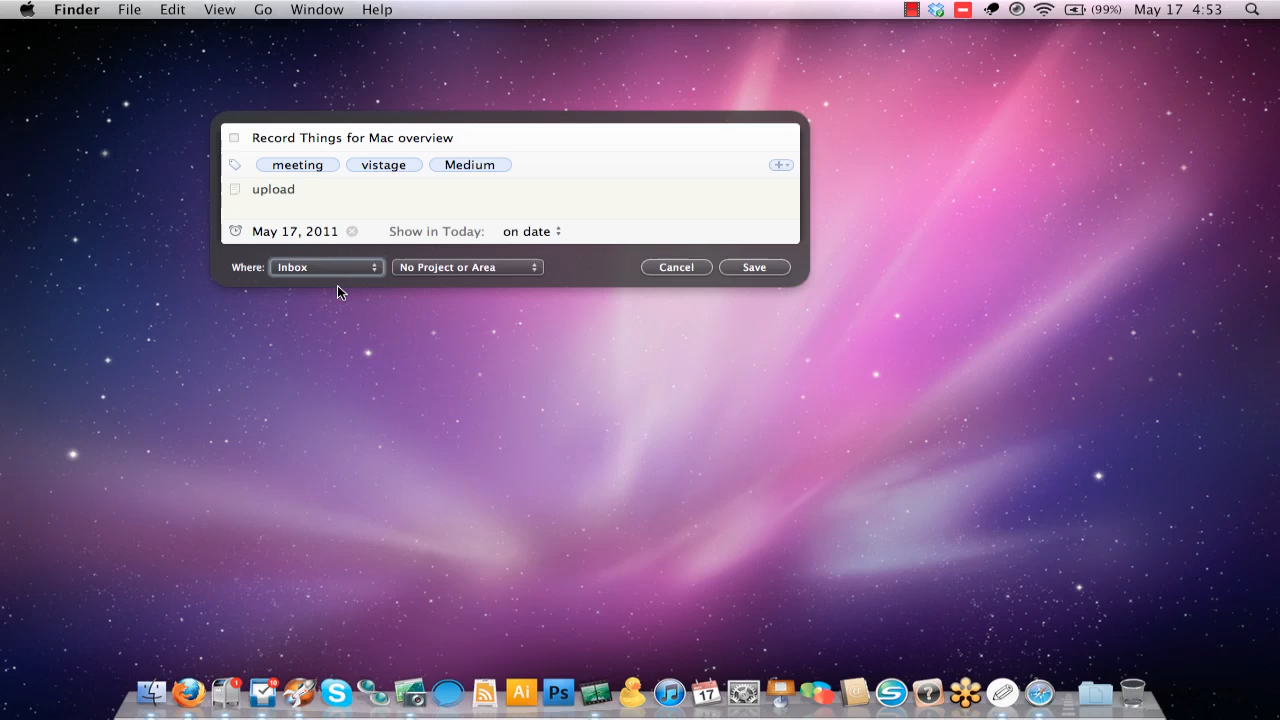 Finder File Edit View Go Window Help (99%) May 17 4:53
Record Things for Mac overview
meeting vistage Medium
upload
May 17, 2011 Show in Today: on date
Where: Inbox No Project or Area Cancel Save
1 10 Ai Ps 17